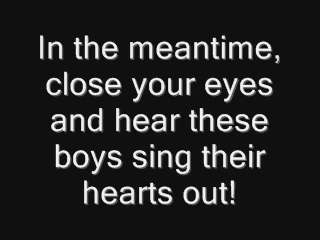 In the meantime,
close your eyes
and hear these
boys sing their
hearts out!